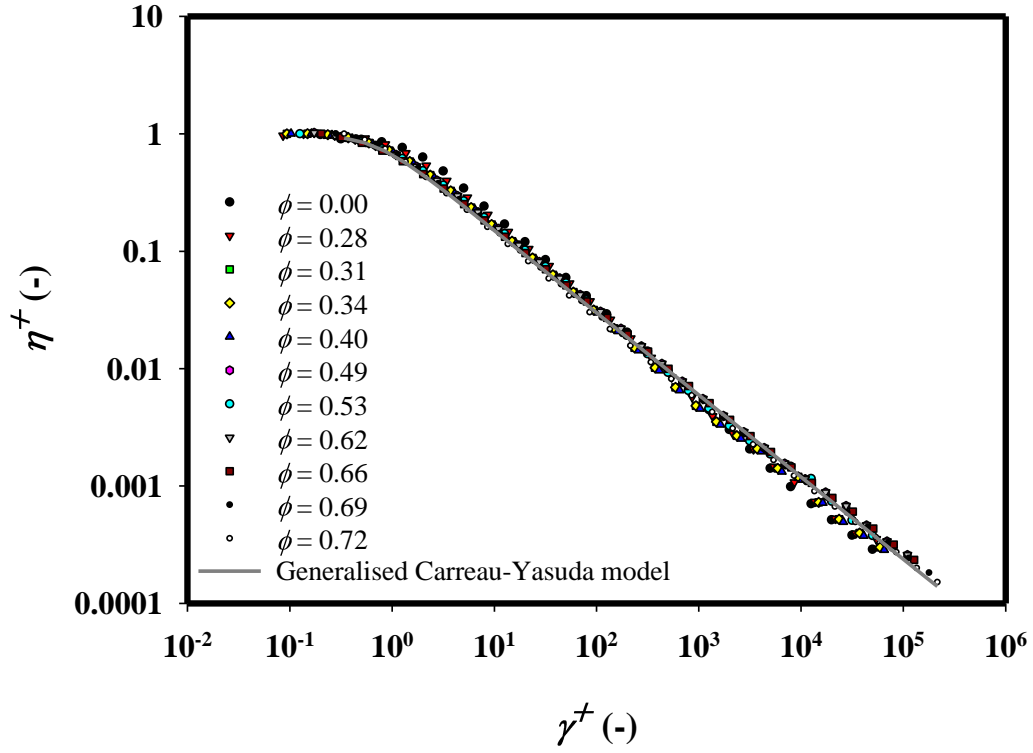 10
1
0.1
0.01
0.001
0.0001
η⁺ (-)
ϕ = 0.00
ϕ = 0.28
ϕ = 0.31
ϕ = 0.34
ϕ = 0.40
ϕ = 0.49
ϕ = 0.53
ϕ = 0.62
ϕ = 0.66
ϕ = 0.69
ϕ = 0.72
Generalised Carreau-Yasuda model
10⁻² 10⁻¹ 10⁰ 10¹ 10² 10³ 10⁴ 10⁵ 10⁶
γ⁺ (-)